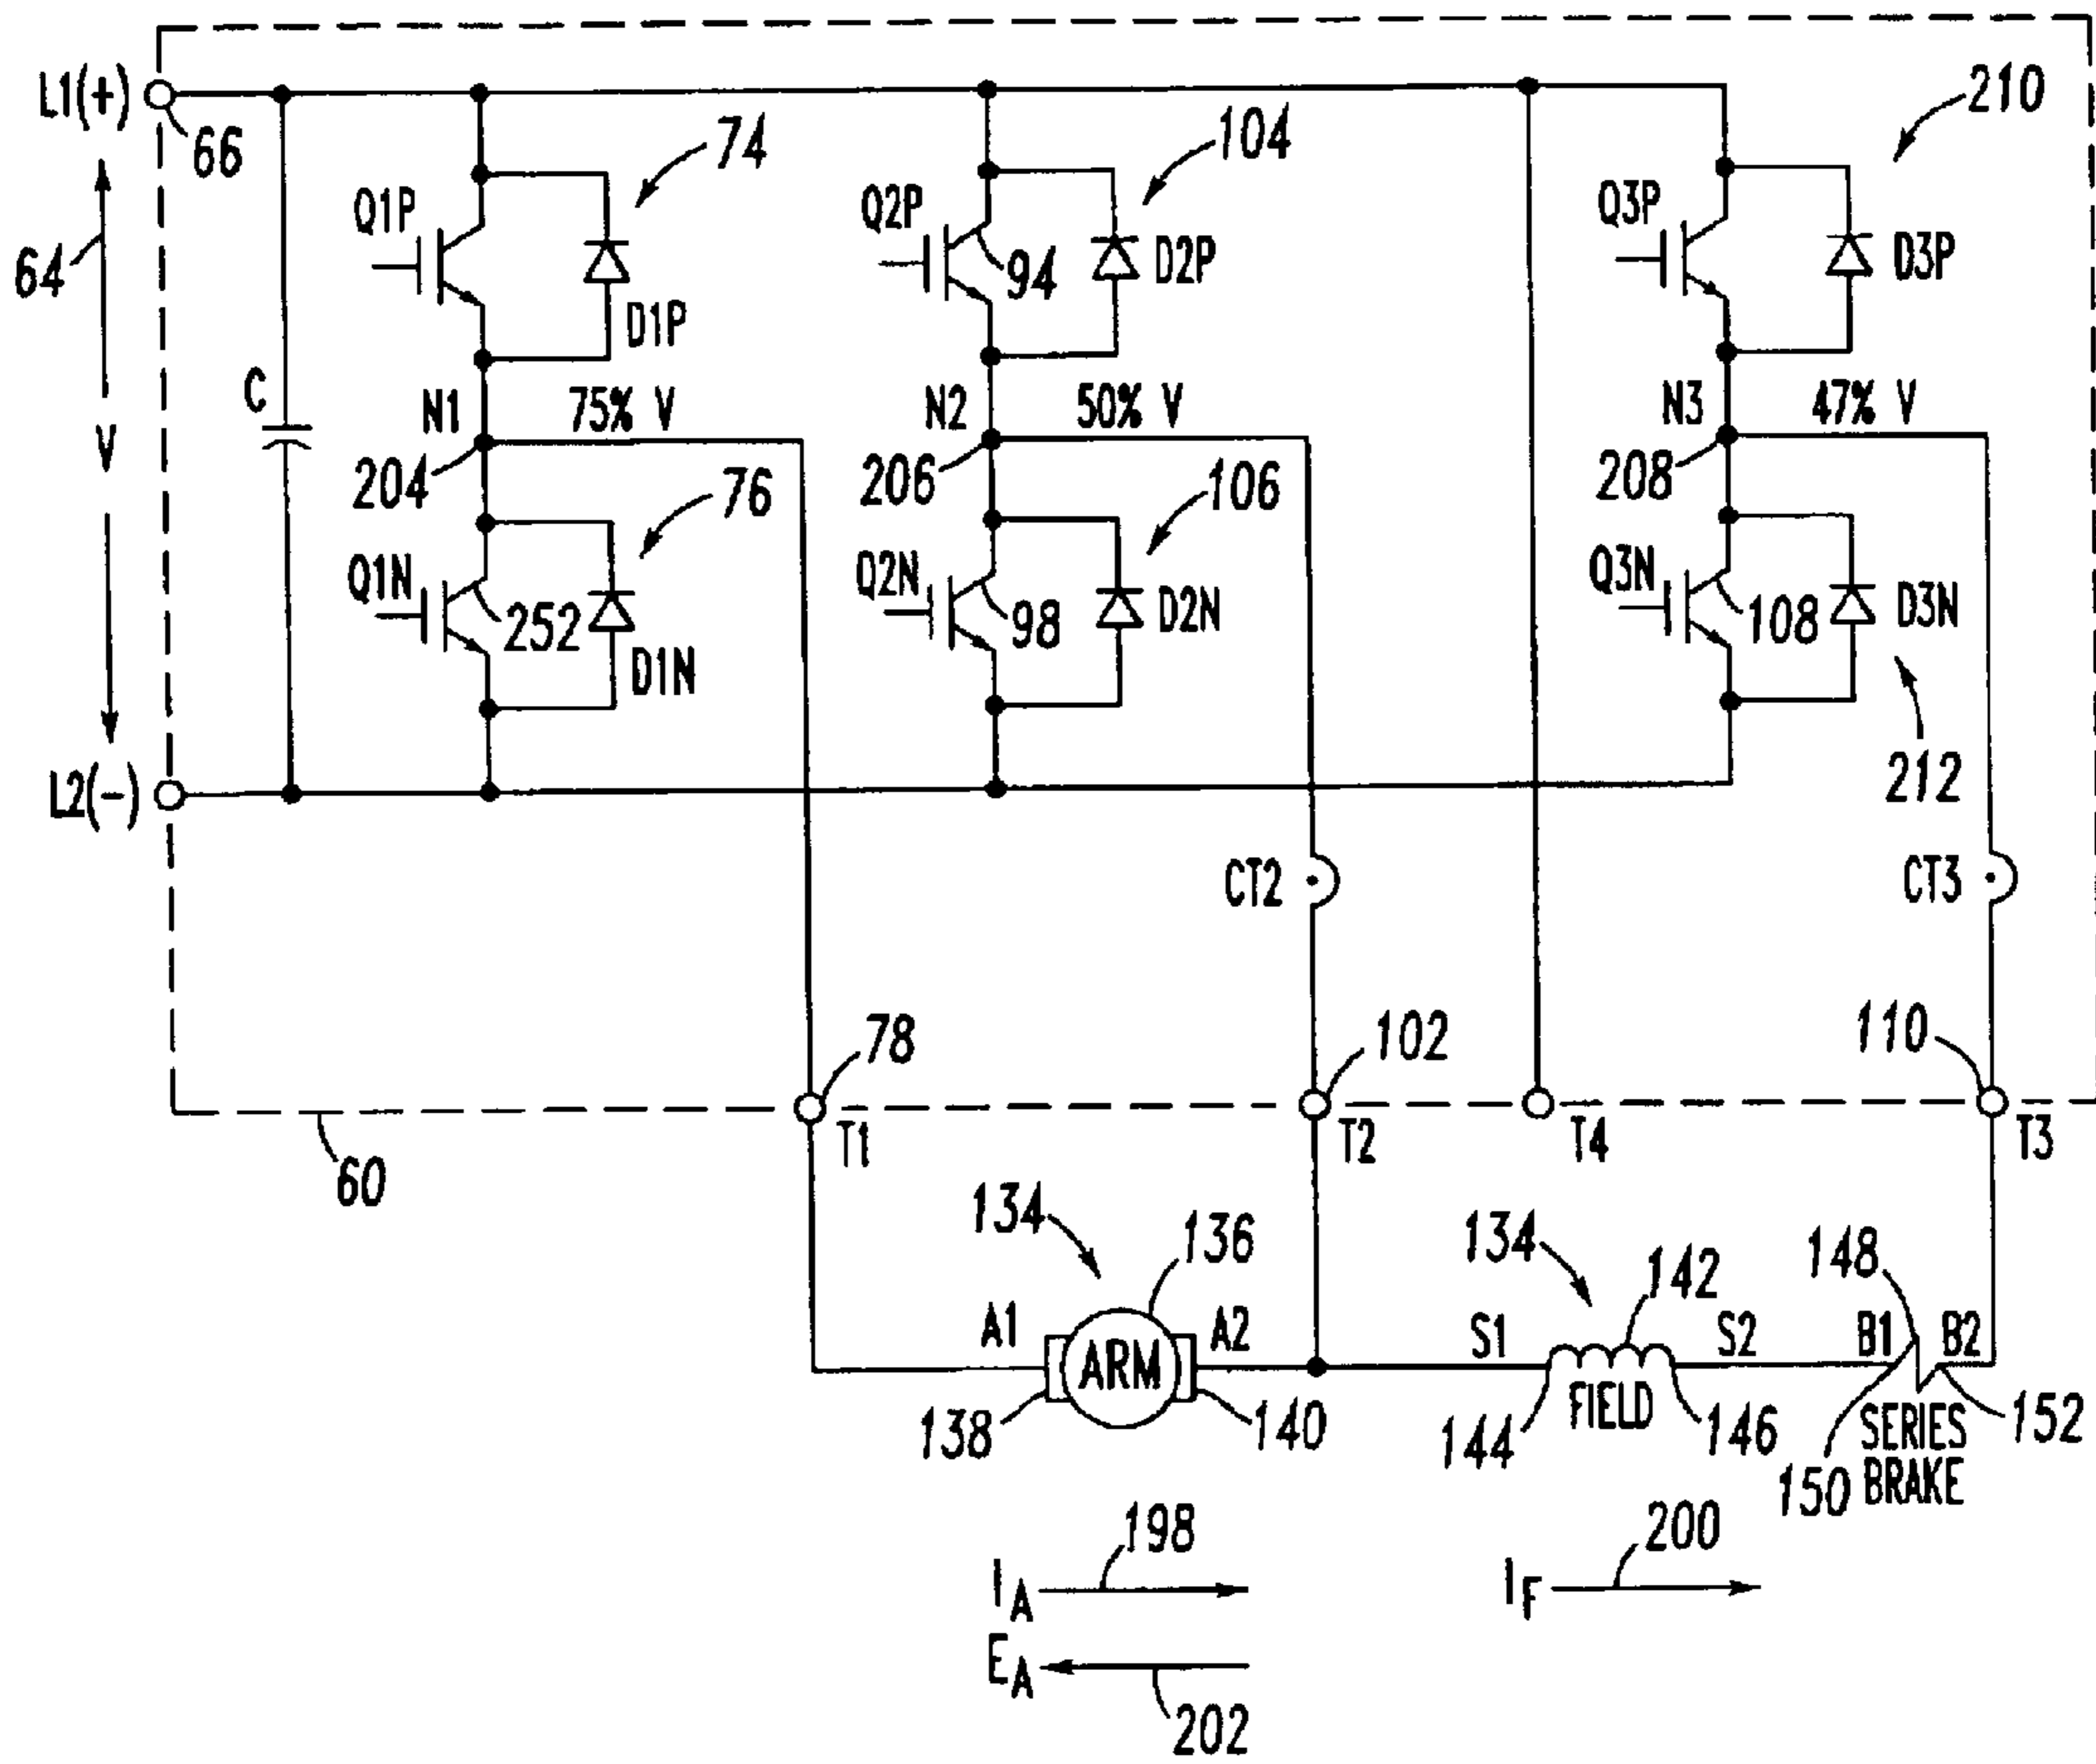 L1(+)
66
74
104
210
Q1P
Q2P
94
D2P
Q3P
D3P
64
D1P
C
V
N1
75% V
N2
50% V
N3
47% V
204
76
206
106
208
Q1N
252
D1N
Q2N
98
D2N
Q3N
108
D3N
L2(-)
212
CT2
CT3
78
102
110
T1
T2
T4
T3
60
134
136
134
142
148
A1
ARM
A2
S1
FIELD
S2
B1
B2
138
140
144
146
150
SERIES
BRAKE
152
IA
198
IF
200
EA
202